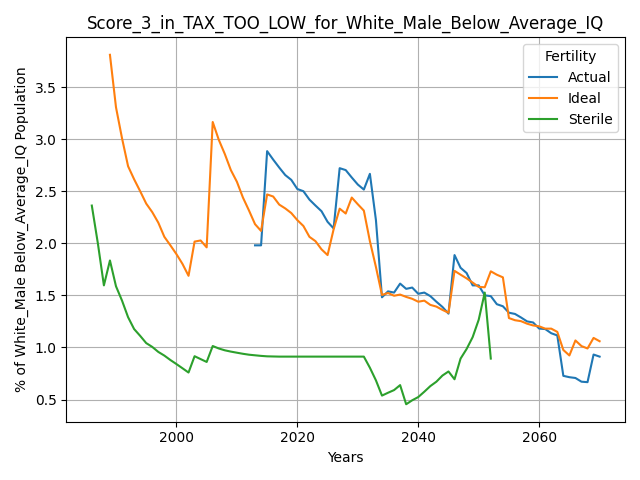 Score_3_in_TAX_TOO_LOW_for_White_Male_Below_Average_IQ
Fertility
Actual
Ideal
Sterile
% of White_Male Below_Average_IQ Population
3.5
3.0
2.5
2.0
1.5
1.0
0.5
2000
2020
2040
2060
Years